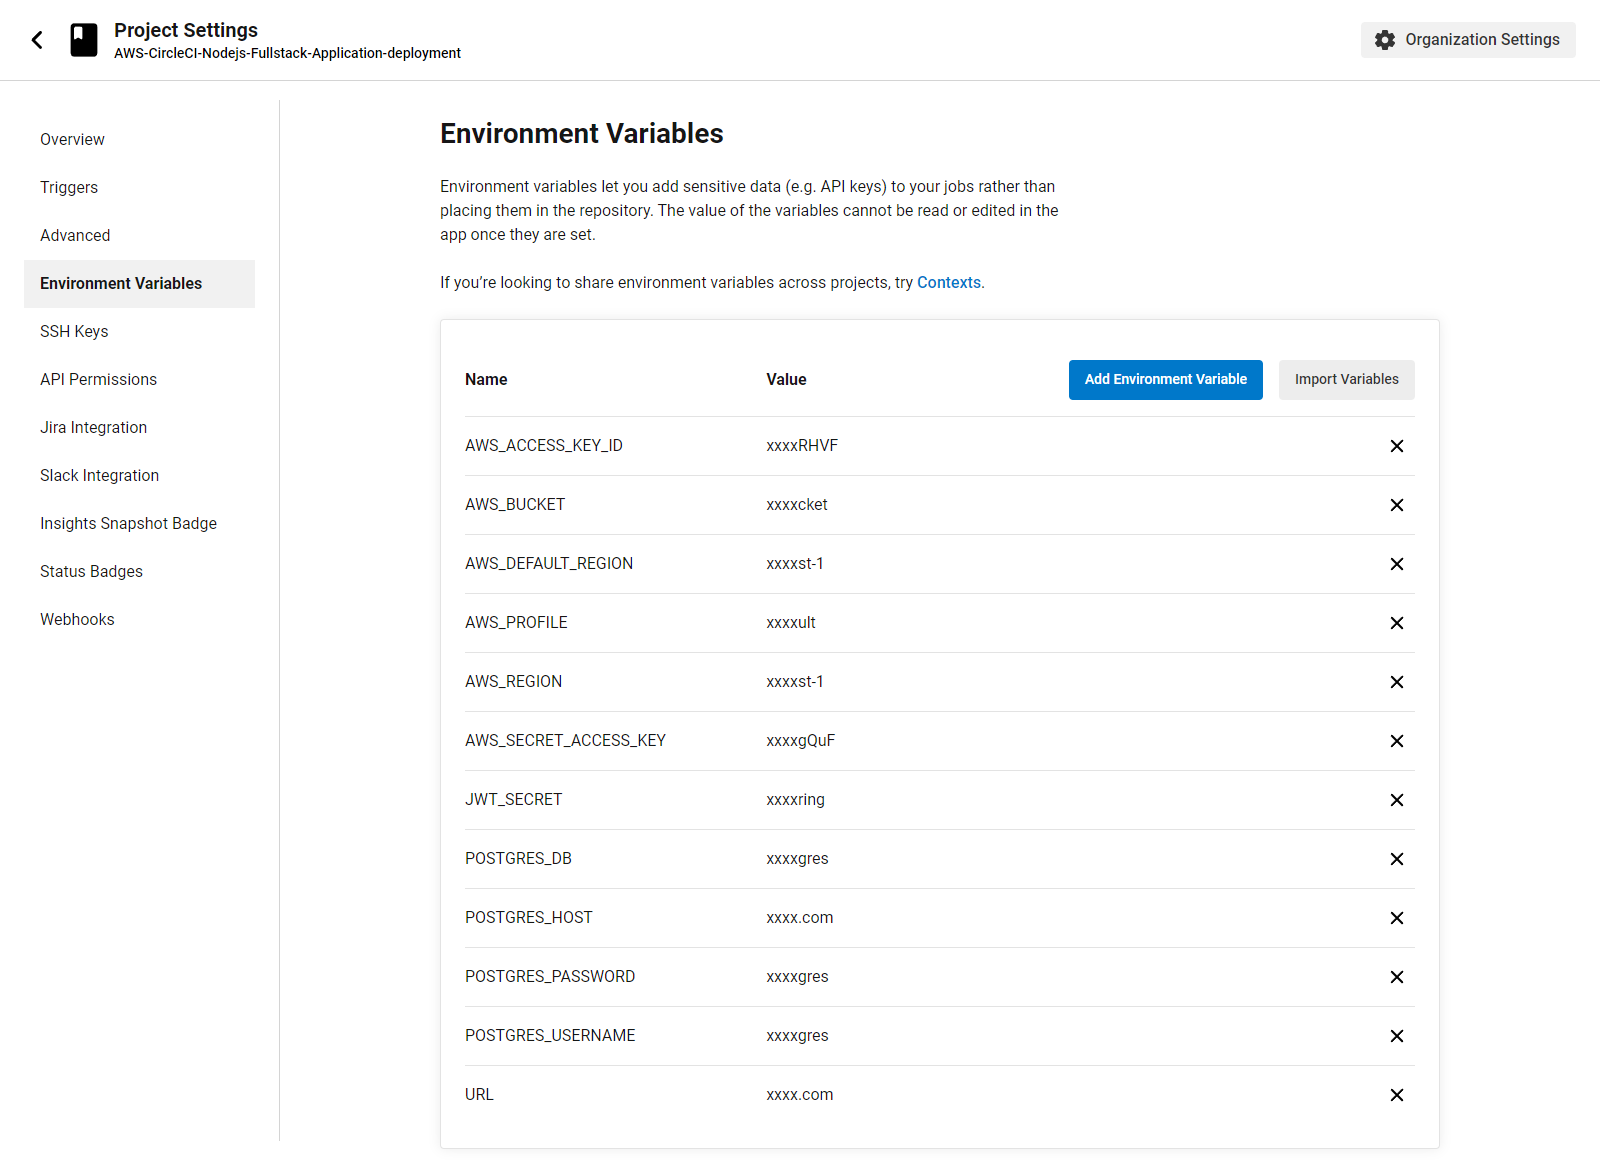 Project Settings
AWS-CircleCI-Nodejs-Fullstack-Application-deployment
Organization Settings
Overview
Triggers
Advanced
Environment Variables
SSH Keys
API Permissions
Jira Integration
Slack Integration
Insights Snapshot Badge
Status Badges
Webhooks
Environment Variables
Environment variables let you add sensitive data (e.g. API keys) to your jobs rather than
placing them in the repository. The value of the variables cannot be read or edited in the
app once they are set.
If you’re looking to share environment variables across projects, try Contexts.
Name Value Add Environment Variable Import Variables
AWS_ACCESS_KEY_ID xxxxRHVF
AWS_BUCKET xxxxcket
AWS_DEFAULT_REGION xxxxst-1
AWS_PROFILE xxxxult
AWS_REGION xxxxst-1
AWS_SECRET_ACCESS_KEY xxxxgQuF
JWT_SECRET xxxxring
POSTGRES_DB xxxxgres
POSTGRES_HOST xxxx.com
POSTGRES_PASSWORD xxxxgres
POSTGRES_USERNAME xxxxgres
URL xxxx.com